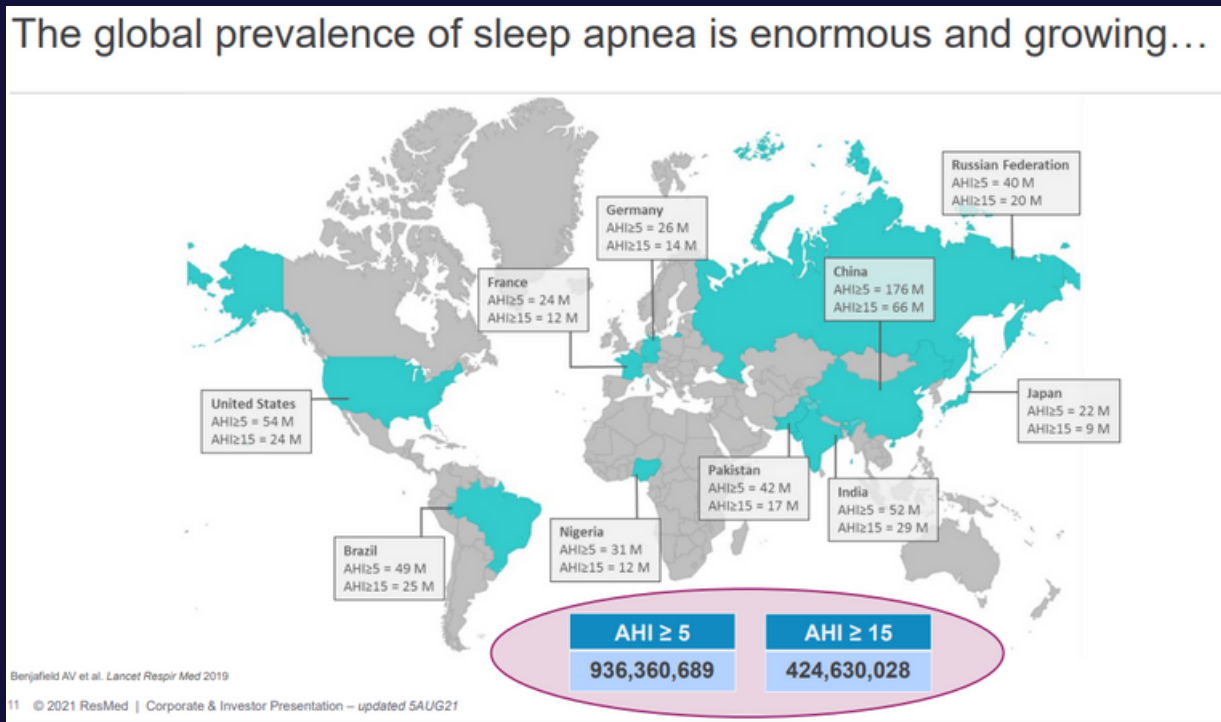 The global prevalence of sleep apnea is enormous and growing…
Russian Federation
AHI≥5 = 40 M
AHI≥15 = 20 M
Germany
AHI≥5 = 26 M
AHI≥15 = 14 M
China
AHI≥5 = 176 M
AHI≥15 = 66 M
France
AHI≥5 = 24 M
AHI≥15 = 12 M
United States
AHI≥5 = 54 M
AHI≥15 = 24 M
Japan
AHI≥5 = 22 M
AHI≥15 = 9 M
Pakistan
AHI≥5 = 42 M
AHI≥15 = 17 M
India
AHI≥5 = 52 M
AHI≥15 = 29 M
Nigeria
AHI≥5 = 31 M
AHI≥15 = 12 M
Brazil
AHI≥5 = 49 M
AHI≥15 = 25 M
AHI ≥ 5
936,360,689
AHI ≥ 15
424,630,028
Benjafield AV et al. Lancet Respir Med 2019
11 © 2021 ResMed | Corporate & Investor Presentation – updated 5AUG21